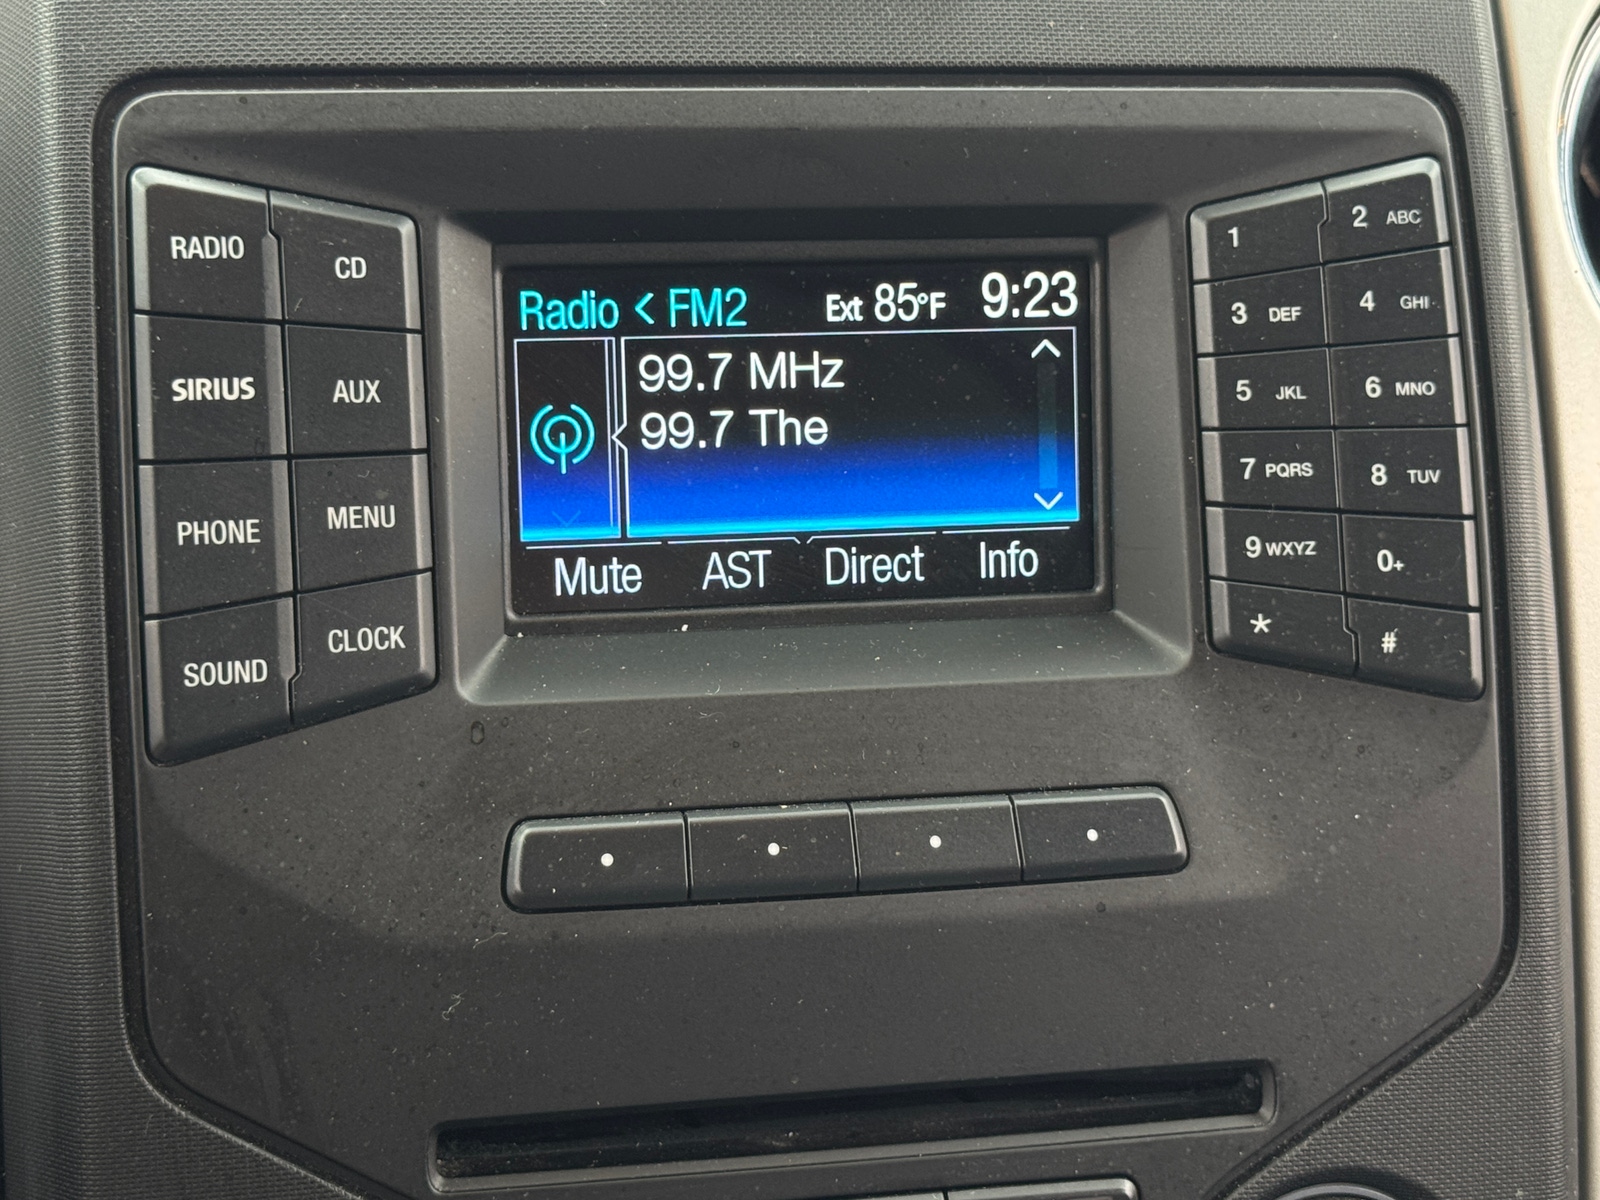 RADIO
CD
SIRIUS
AUX
PHONE
MENU
SOUND
CLOCK
Radio < FM2 Ext 85°F 9:23
99.7 MHz
99.7 The
Mute AST Direct Info
1
2 ABC
3 DEF
4 GHI
5 JKL
6 MNO
7 PQRS
8 TUV
9 WXYZ
0+
*
#